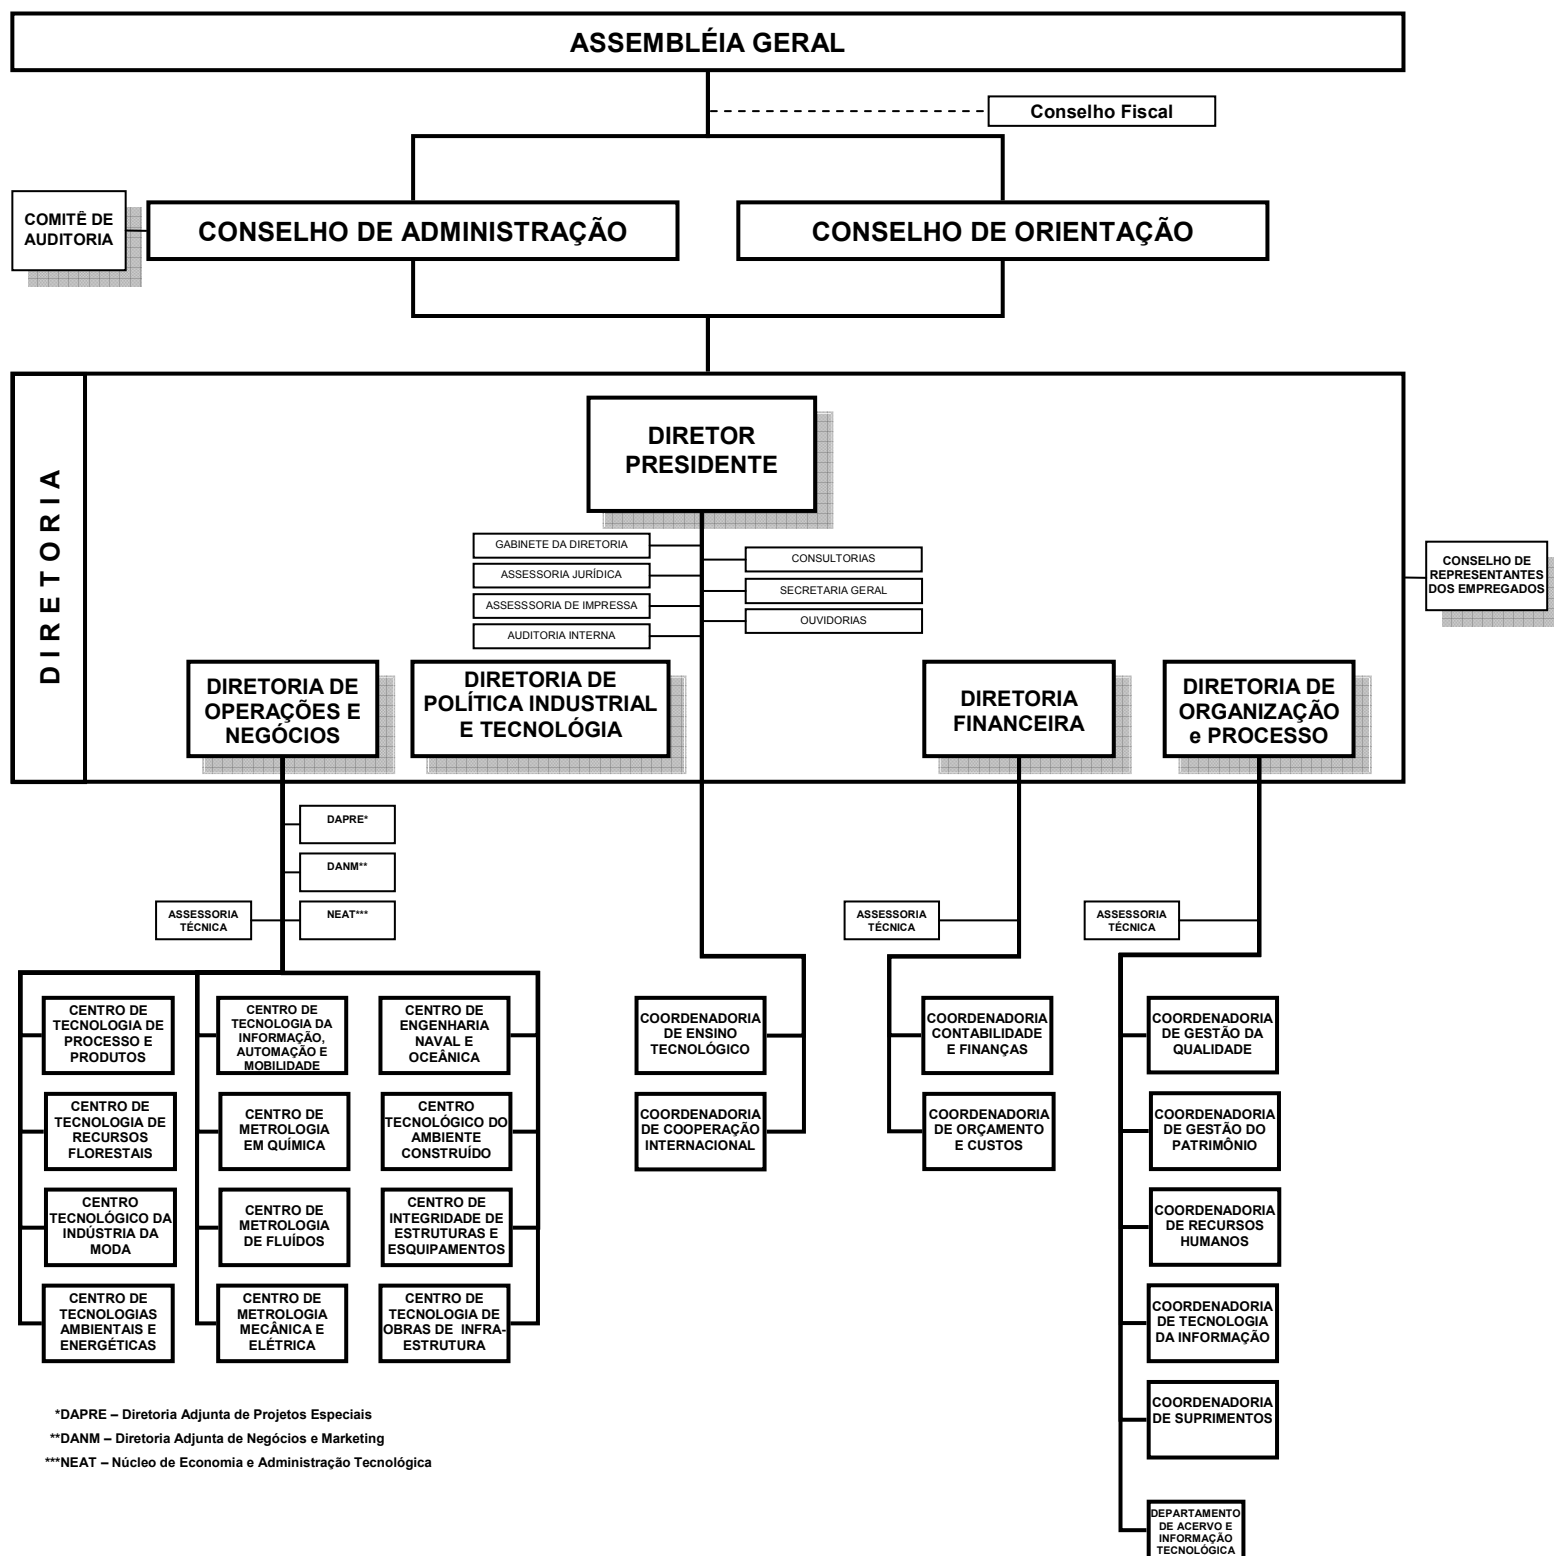 ASSEMBLÉIA GERAL
Conselho Fiscal
COMITÊ DE
AUDITORIA
CONSELHO DE ADMINISTRAÇÃO
CONSELHO DE ORIENTAÇÃO
DIRETORIA
DIRETOR
PRESIDENTE
GABINETE DA DIRETORIA
ASSESSORIA JURÍDICA
ASSESSSORIA DE IMPRESSA
AUDITORIA INTERNA
CONSULTORIAS
SECRETARIA GERAL
OUVIDORIAS
CONSELHO DE
REPRESENTANTES
DOS EMPREGADOS
DIRETORIA DE
OPERAÇÕES E
NEGÓCIOS
DIRETORIA DE
POLÍTICA INDUSTRIAL
E TECNOLÓGIA
DIRETORIA
FINANCEIRA
DIRETORIA DE
ORGANIZAÇÃO
e PROCESSO
DAPRE*
DANM**
NEAT***
ASSESSORIA
TÉCNICA
ASSESSORIA
TÉCNICA
ASSESSORIA
TÉCNICA
CENTRO DE
TECNOLOGIA DE
PROCESSO E
PRODUTOS
CENTRO DE
TECNOLOGIA DE
RECURSOS
FLORESTAIS
CENTRO
TECNOLÓGICO DA
INDÚSTRIA DA
MODA
CENTRO DE
TECNOLOGIAS
AMBIENTAIS E
ENERGÉTICAS
CENTRO DE
TECNOLOGIA DA
INFORMAÇÃO,
AUTOMAÇÃO E
MOBILIDADE
CENTRO DE
METROLOGIA
EM QUÍMICA
CENTRO DE
METROLOGIA
DE FLUÍDOS
CENTRO DE
METROLOGIA
MECÂNICA E
ELÉTRICA
CENTRO DE
ENGENHARIA
NAVAL E
OCEÂNICA
CENTRO
TECNOLÓGICO DO
AMBIENTE
CONSTRUÍDO
CENTRO DE
INTEGRIDADE DE
ESTRUTURAS E
ESQUIPAMENTOS
CENTRO DE
TECNOLOGIA DE
OBRAS DE INFRA-
ESTRUTURA
COORDENADORIA
DE ENSINO
TECNOLÓGICO
COORDENADORIA
DE COOPERAÇÃO
INTERNACIONAL
COORDENADORIA
CONTABILIDADE
E FINANÇAS
COORDENADORIA
DE ORÇAMENTO
E CUSTOS
COORDENADORIA
DE GESTÃO DA
QUALIDADE
COORDENADORIA
DE GESTÃO DO
PATRIMÔNIO
COORDENADORIA
DE RECURSOS
HUMANOS
COORDENADORIA
DE TECNOLOGIA
DA INFORMAÇÃO
COORDENADORIA
DE SUPRIMENTOS
DEPARTAMENTO
DE ACERVO E
INFORMAÇÃO
TECNOLÓGICA
*DAPRE – Diretoria Adjunta de Projetos Especiais
**DANM – Diretoria Adjunta de Negócios e Marketing
***NEAT – Núcleo de Economia e Administração Tecnológica